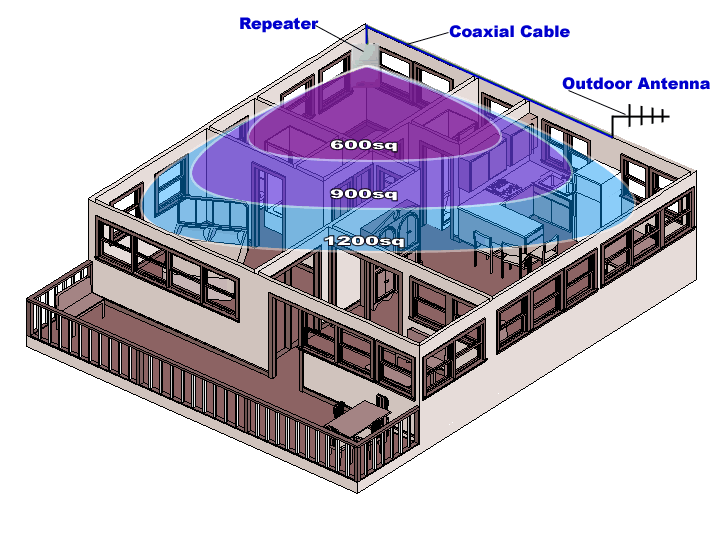 Repeater
Coaxial Cable
Outdoor Antenna
600sq
900sq
1200sq